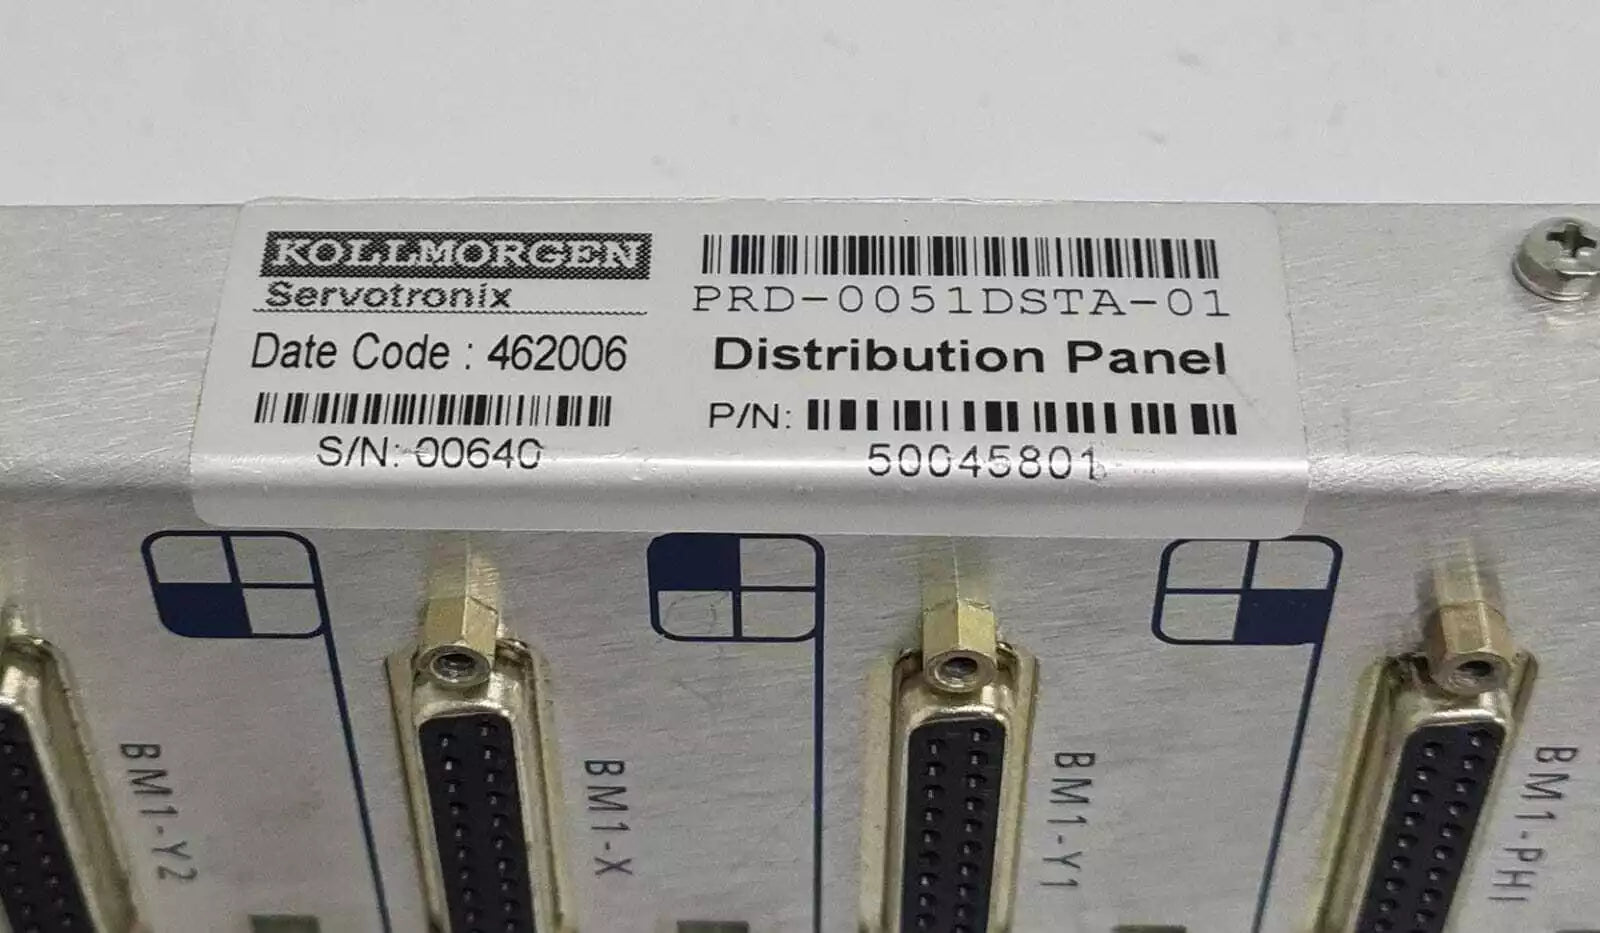 KOLLMORGEN
Servotronix
Date Code : 462006
S/N: 00640
PRD-0051DSTA-01
Distribution Panel
P/N:
50045801
BM1-Y2
BM1-X
BM1-Y1
BM1-PHI